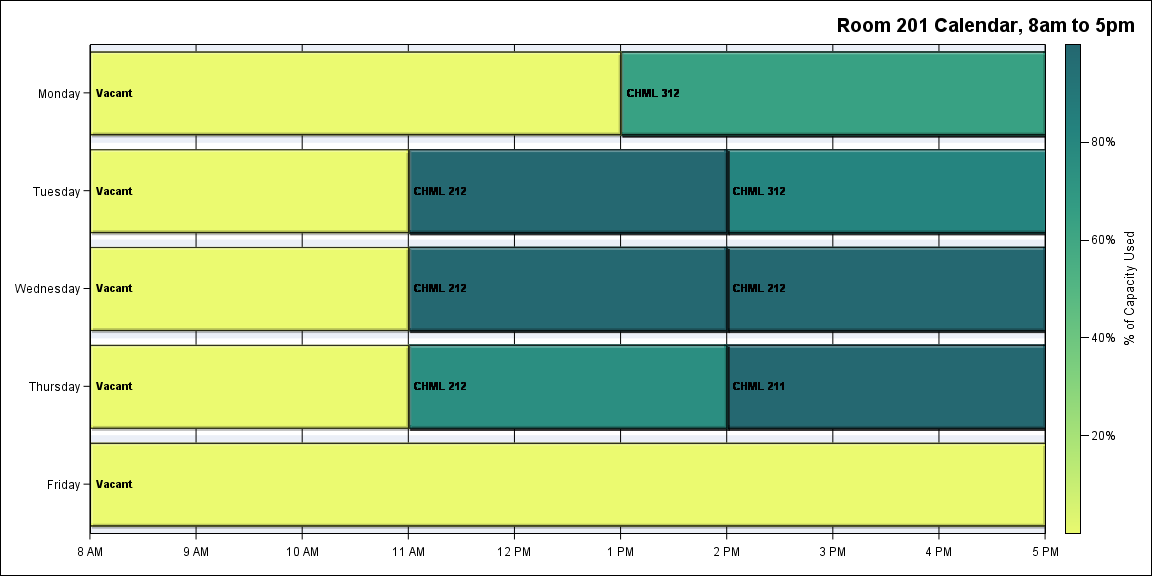 Room 201 Calendar, 8am to 5pm
Monday
Vacant
CHML 312
Tuesday
Vacant
CHML 212
CHML 312
Wednesday
Vacant
CHML 212
CHML 212
Thursday
Vacant
CHML 212
CHML 211
Friday
Vacant
8 AM
9 AM
10 AM
11 AM
12 PM
1 PM
2 PM
3 PM
4 PM
5 PM
80%
60%
40%
20%
% of Capacity Used